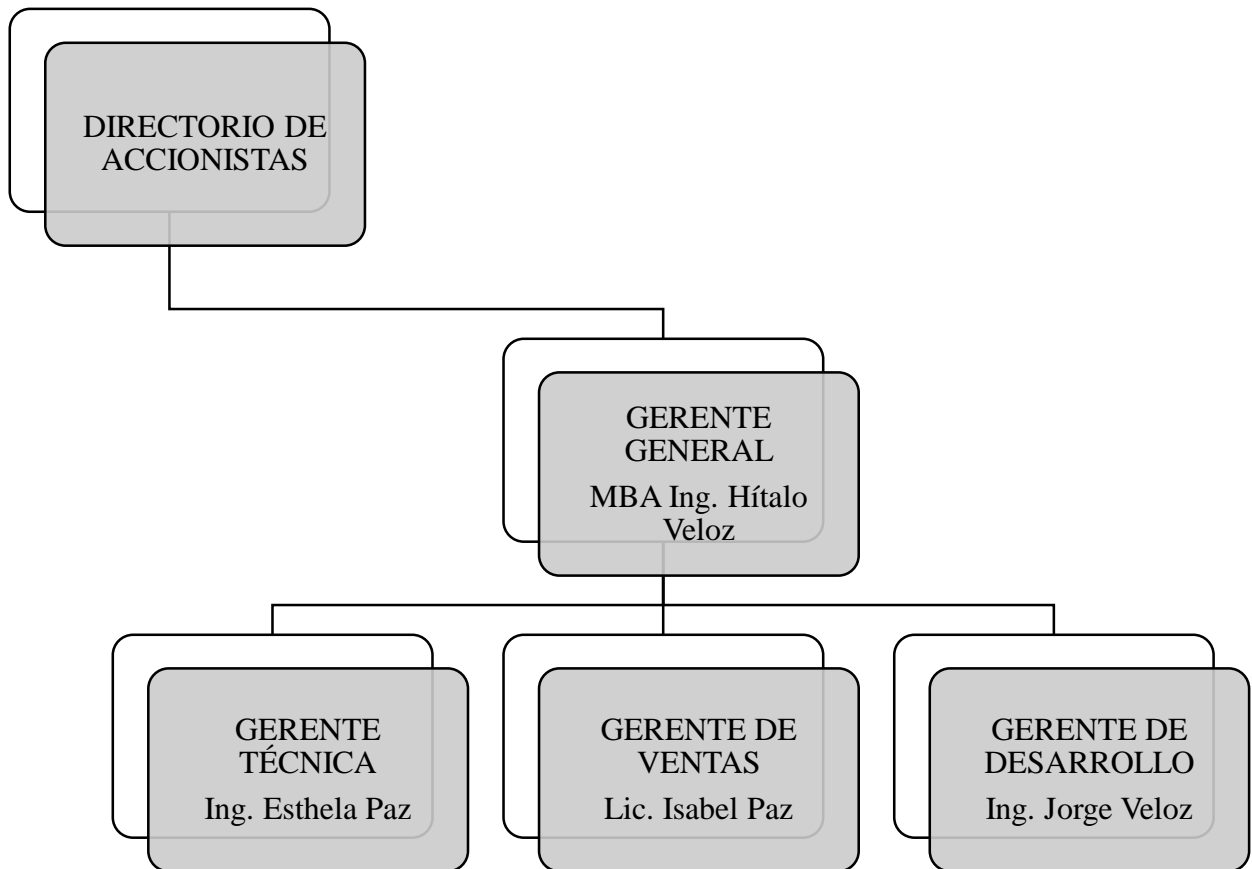 DIRECTORIO DE
ACCIONISTAS
GERENTE
GENERAL
MBA Ing. Hítalo
Veloz
GERENTE
TÉCNICA
Ing. Esthela Paz
GERENTE DE
VENTAS
Lic. Isabel Paz
GERENTE DE
DESARROLLO
Ing. Jorge Veloz